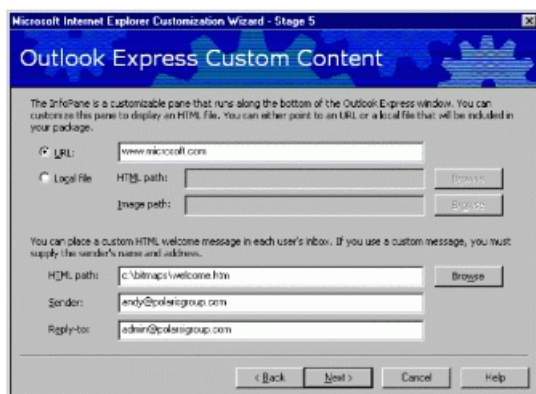 Microsoft Internet Explorer Customization Wizard - Stage 5
Outlook Express Custom Content
The InfoPane is a customizable pane that runs along the bottom of the Outlook Express window. You can
customize this pane to display an HTML file. You can either point to an URL or a local file that will be included in
your package.
URL: www.microsoft.com
Local file HTML path: Browse
Image path: Browse
You can place a custom HTML welcome message in each user's inbox. If you use a custom message, you must
supply the sender's name and address.
HTML path: c:\bitmaps\welcome.htm Browse
Sender: andy@polarisgroup.com
Reply-to: admin@polarisgroup.com
< Back Next > Cancel Help